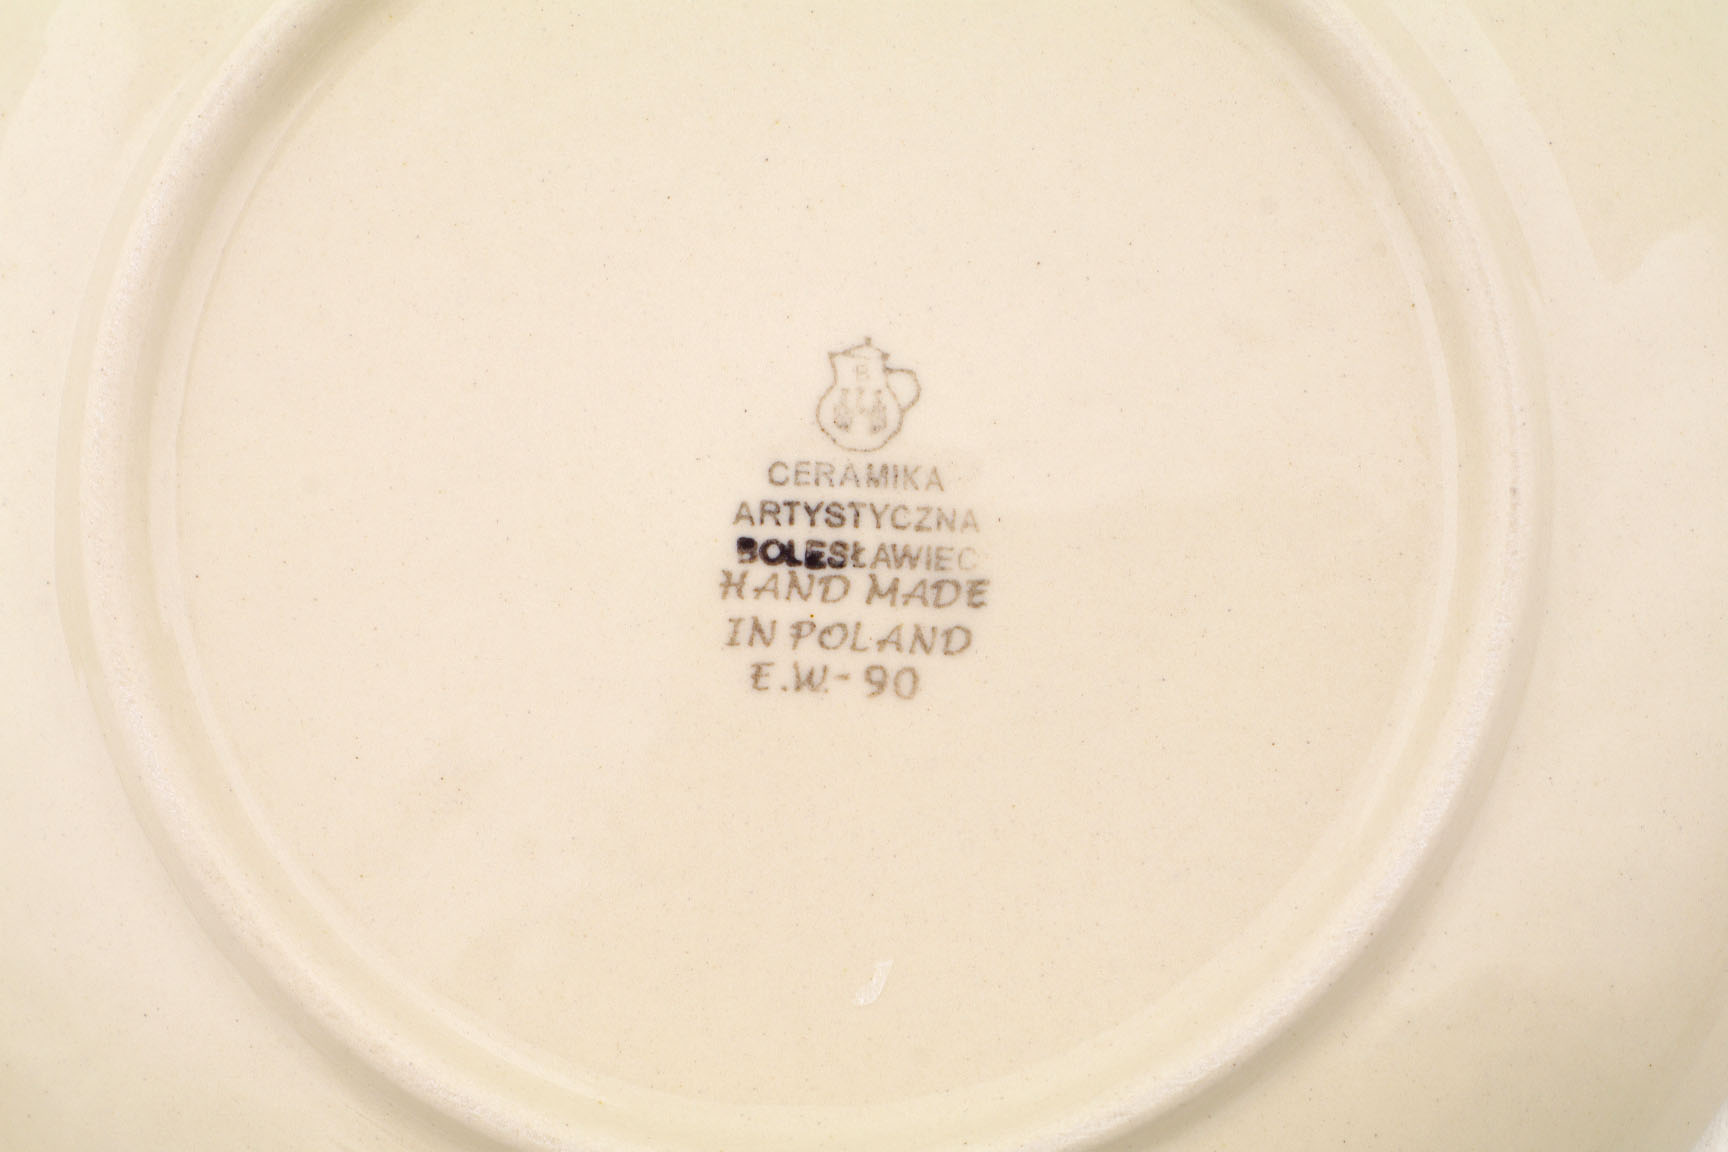 B
CERAMIKA
ARTYSTYCZNA
BOLESŁAWIEC
HAND MADE
IN POLAND
E.W.-90